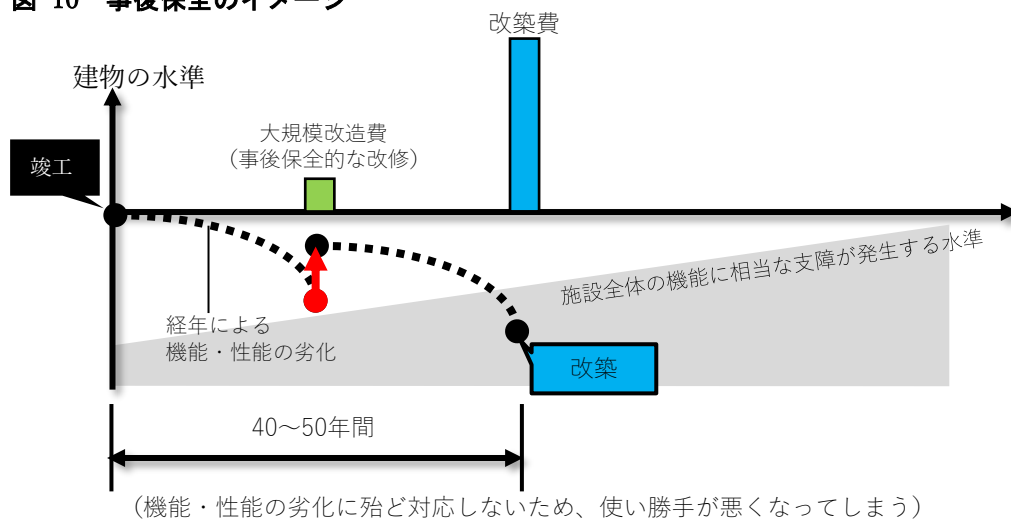 図 10 事後保全のイメージ
改築費
建物の水準
大規模改造費
（事後保全的な改修）
竣工
施設全体の機能に相当な支障が発生する水準
経年による
機能・性能の劣化
改築
40～50年間
（機能・性能の劣化に殆ど対応しないため、使い勝手が悪くなってしまう）